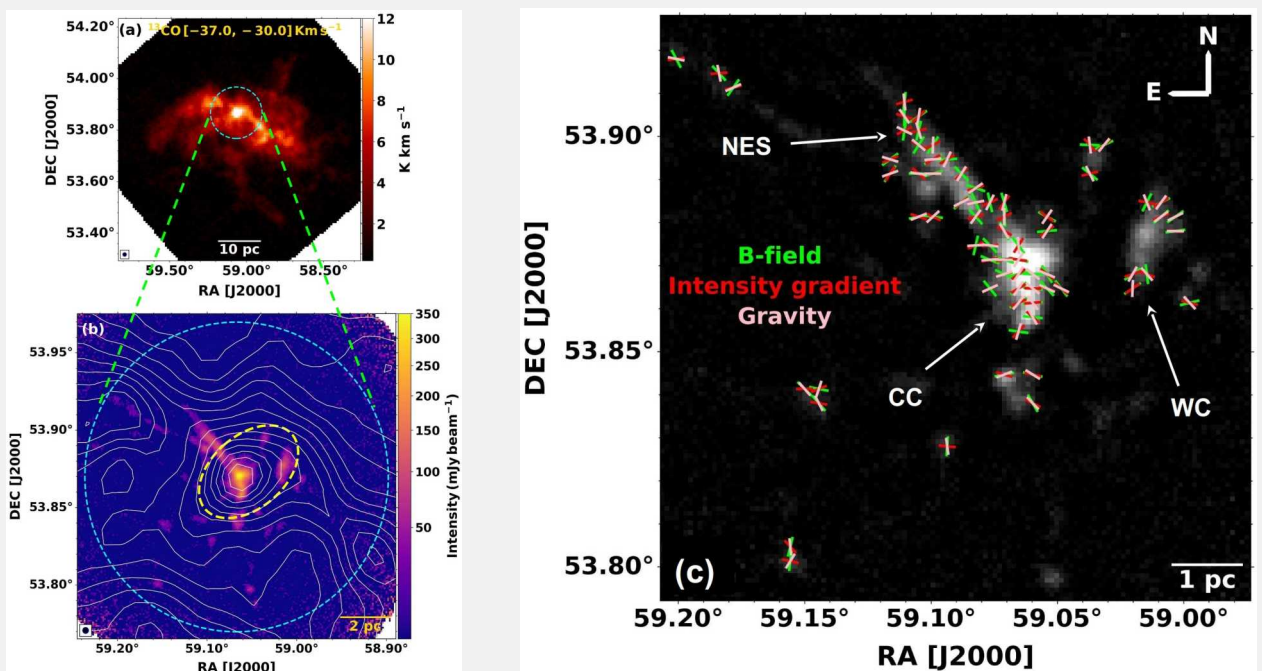 (a) ¹³CO [−37.0, −30.0] Km s⁻¹
54.20°
54.00°
53.80°
53.60°
53.40°
DEC [J2000]
10 pc
59.50° 59.00° 58.50°
RA [J2000]
12
10
8
6
4
2
K km s⁻¹
(b)
53.95°
53.90°
53.85°
53.80°
DEC [J2000]
2 pc
59.20° 59.10° 59.00° 58.90°
RA [J2000]
350
300
250
200
150
100
50
Intensity (mJy beam⁻¹)
N
E
53.90°
53.85°
53.80°
DEC [J2000]
NES
B-field
Intensity gradient
Gravity
CC
WC
(c)
1 pc
59.20° 59.15° 59.10° 59.05° 59.00°
RA [J2000]